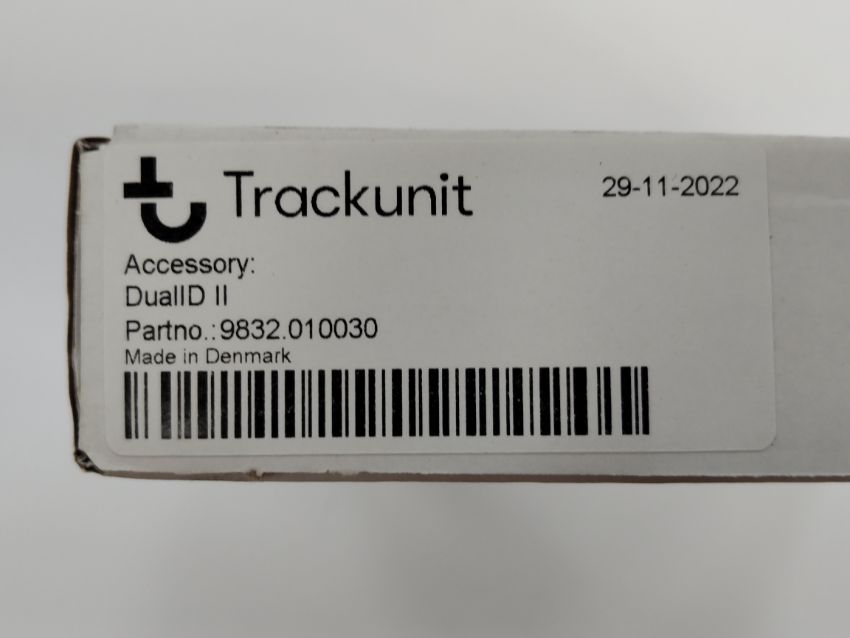 Trackunit
29-11-2022
Accessory:
DualID II
Partno.:9832.010030
Made in Denmark